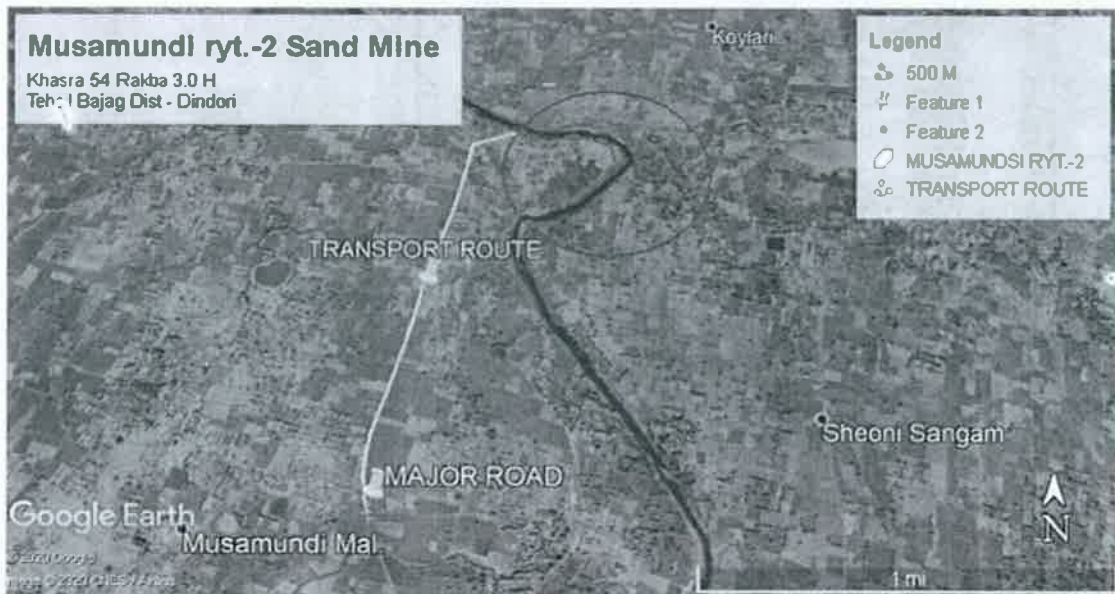 Musamundi ryt.-2 Sand Mine
Khasra 54 Rakba 3.0 H
Bajag Dist - Dindori
Legend
500 M
Feature 1
Feature 2
MUSAMUNDSI RYT.-2
TRANSPORT ROUTE
TRANSPORT ROUTE
Sheoni Sangam
MAJOR ROAD
Google Earth
Musamundi Mal
N
1 mi